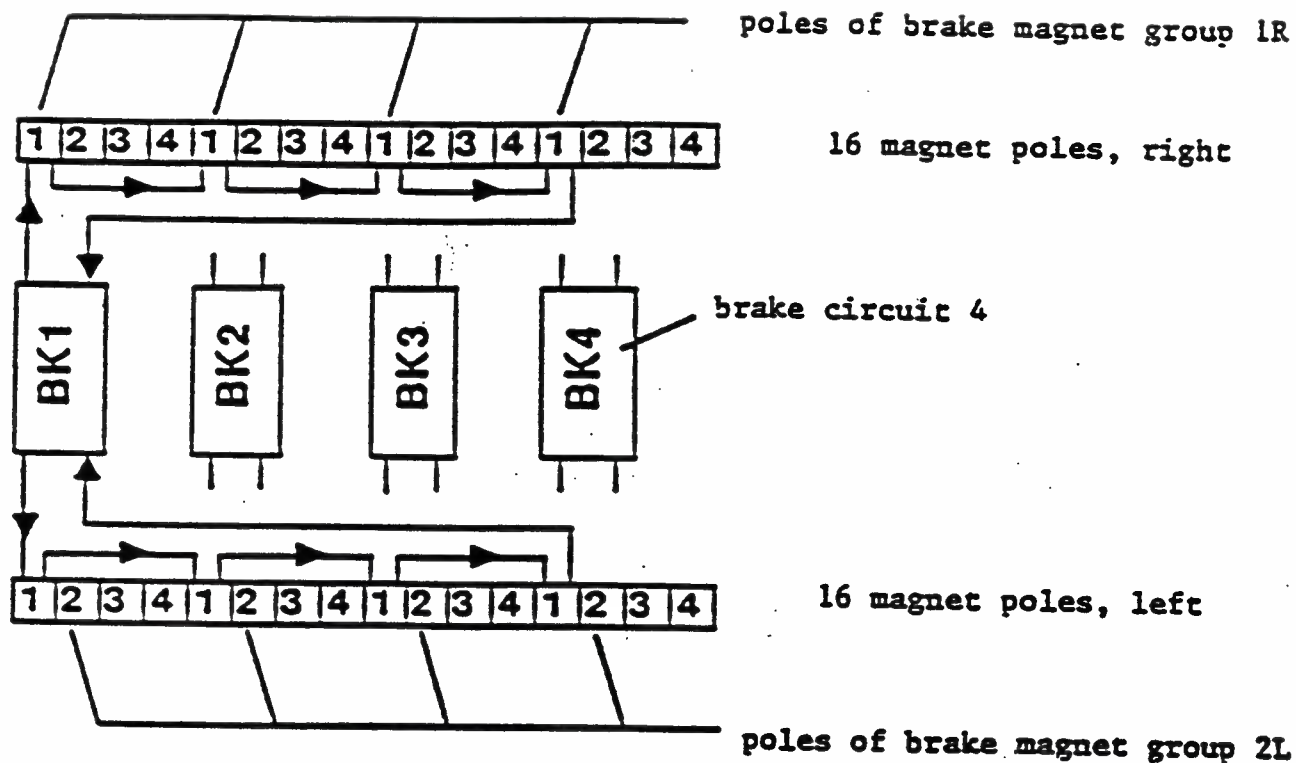 poles of brake magnet group 1R
1 2 3 4 1 2 3 4 1 2 3 4 1 2 3 4
16 magnet poles, right
BK1
BK2
BK3
BK4
brake circuit 4
1 2 3 4 1 2 3 4 1 2 3 4 1 2 3 4
16 magnet poles, left
poles of brake magnet group 2L